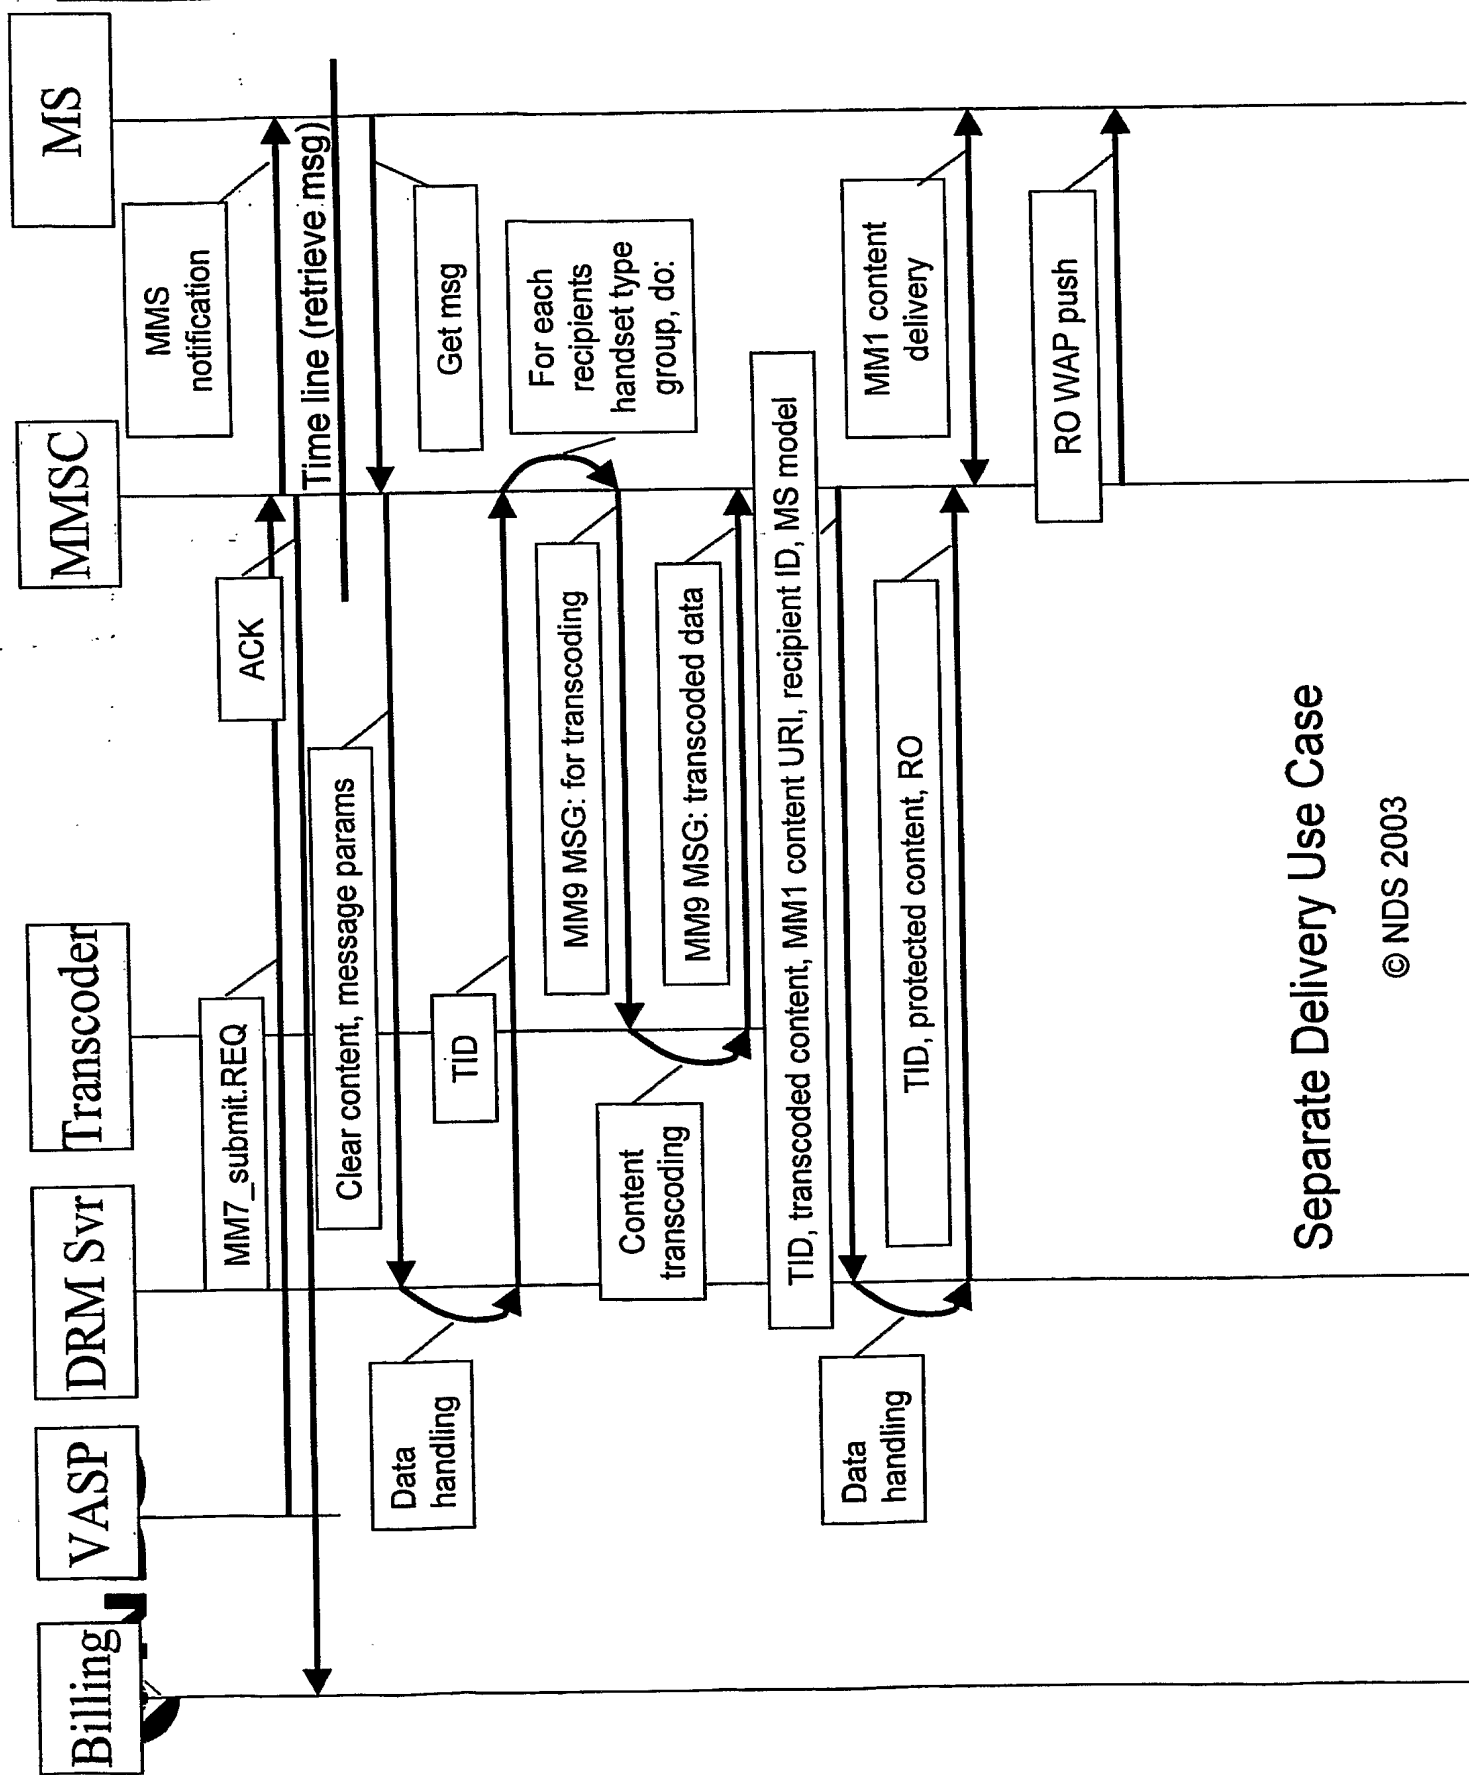 Billing
VASP
DRM Svr
Transcoder
MMSC
MS
MM7_submit.REQ
ACK
MMS
notification
Time line (retrieve msg)
Clear content, message params
Get msg
Data
handling
TID
For each
recipients
handset type
group, do:
MM9 MSG: for transcoding
Content
transcoding
MM9 MSG: transcoded data
TID, transcoded content, MM1 content URI, recipient ID, MS model
Data
handling
TID, protected content, RO
MM1 content
delivery
RO WAP push
Separate Delivery Use Case
© NDS 2003